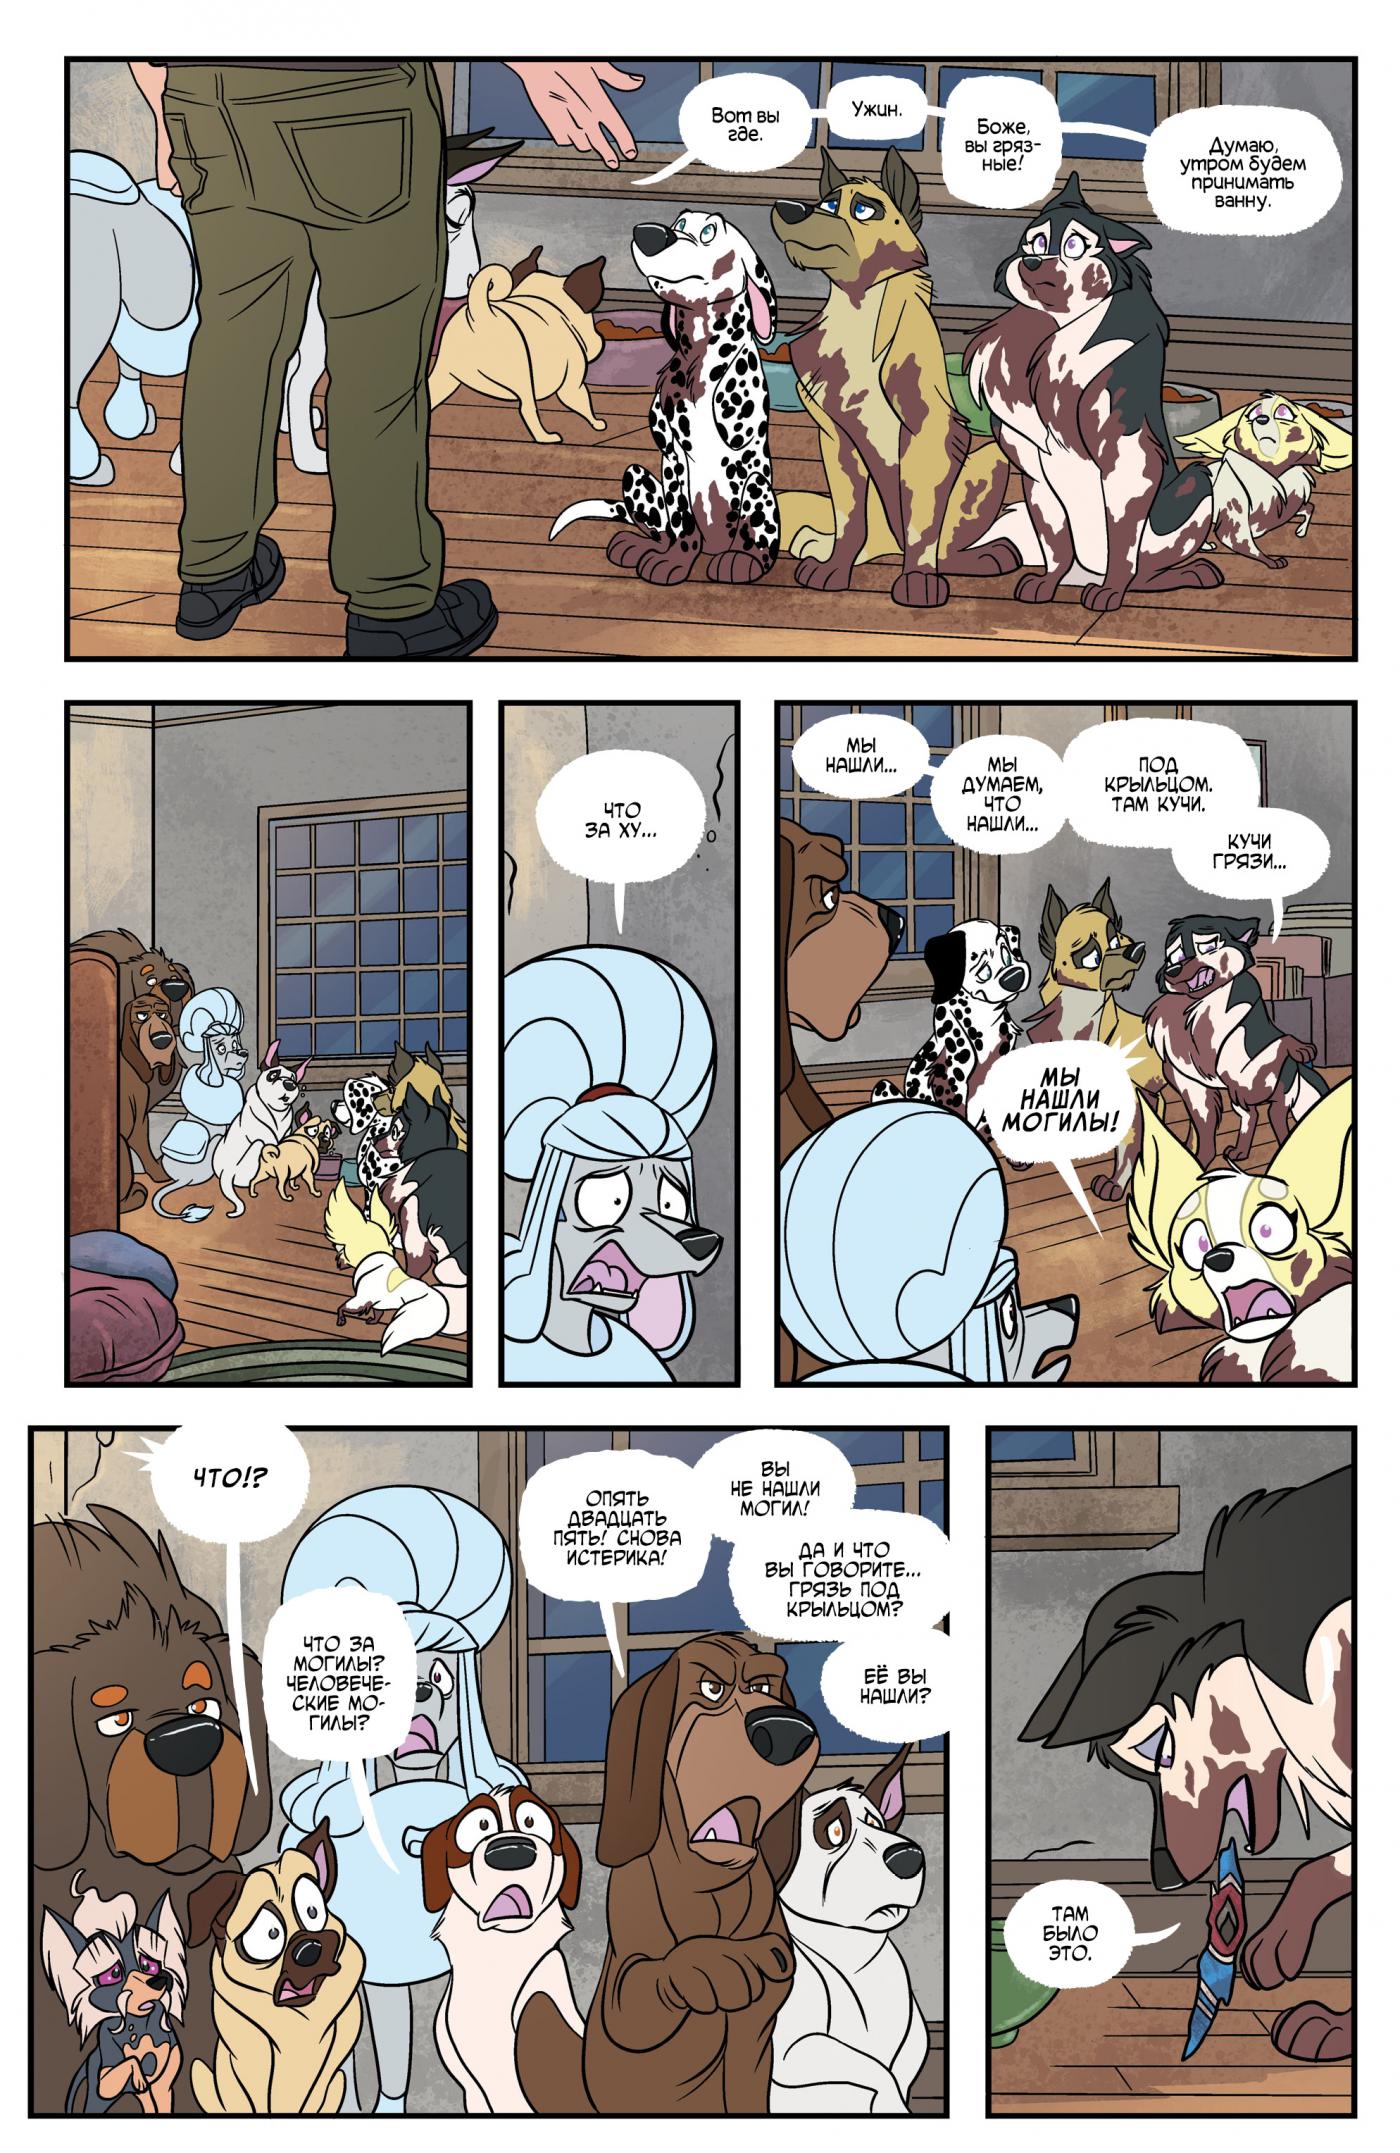 Вот вы
где.
Ужин.
Боже,
вы гряз-
ные!
Думаю,
утром будем
принимать
ванну.
ЧТО
ЗА ХУ...
МЫ
НАШЛИ...
МЫ
ДУМАЕМ,
ЧТО
НАШЛИ...
ПОД
КРЫЛЬЦОМ.
ТАМ КУЧИ.
КУЧИ
ГРЯЗИ...
МЫ
НАШЛИ
МОГИЛЫ!
ЧТО!?
ЧТО ЗА
МОГИЛЫ?
ЧЕЛОВЕЧЕ-
СКИЕ МО-
ГИЛЫ?
ОПЯТЬ
ДВАДЦАТЬ
ПЯТЬ! СНОВА
ИСТЕРИКА!
ВЫ
НЕ НАШЛИ
МОГИЛ!
ДА И ЧТО
ВЫ ГОВОРИТЕ...
ГРЯЗЬ ПОД
КРЫЛЬЦОМ?
ЕЁ ВЫ
НАШЛИ?
ТАМ
БЫЛО
ЭТО.